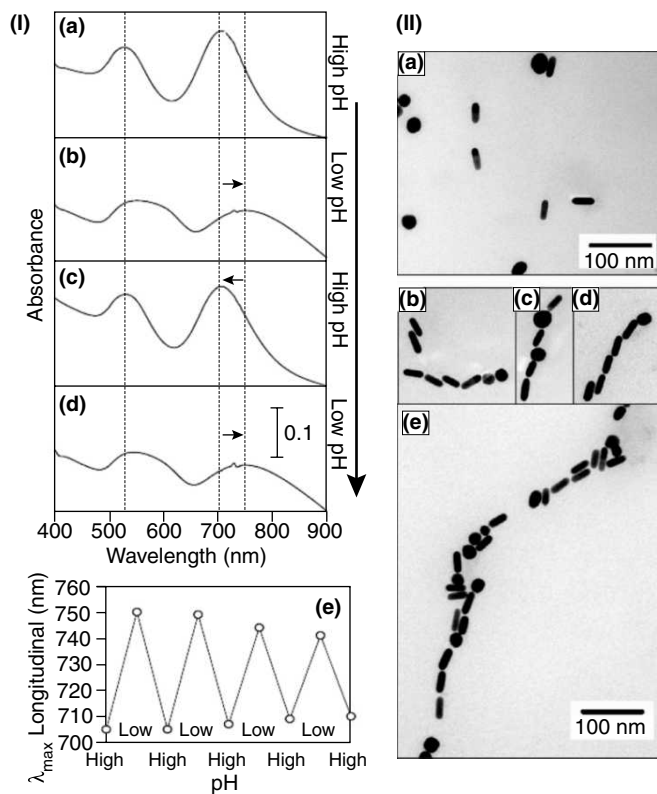 (I)
(a)
High pH
(b)
Low pH
(c)
High pH
(d)
Low pH
0.1
Absorbance
400 500 600 700 800 900
Wavelength (nm)
760
750
740
730
720
710
700
(e)
Low Low Low Low
High High High High High
pH
λmax Longitudinal (nm)
(II)
(a)
100 nm
(b)
(c)
(d)
(e)
100 nm